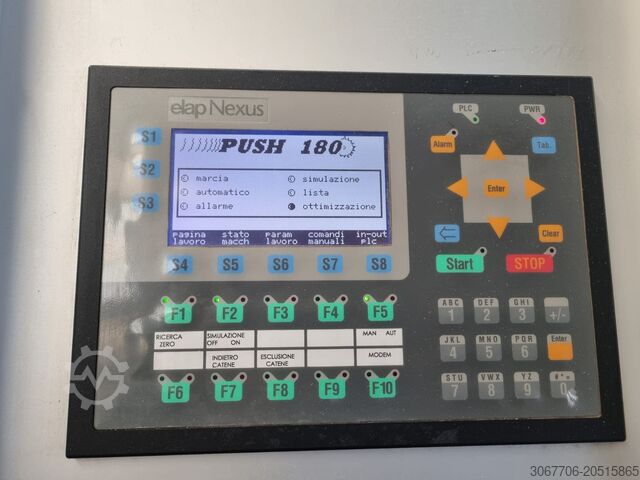 elap Nexus
PLC
PWR
S1
S2
S3
PUSH 180
marcia
simulazione
automatico
lista
allarme
ottimizzazione
pagina lavoro
stato macch
param lavoro
comandi manuali
in-out plc
S4 S5 S6 S7 S8
Alarm
Tab.
Enter
Clear
Start
STOP
F1 F2 F3 F4 F5
RICERCA ZERO
SIMULAZIONE OFF ON
MAN AUT
INDIETRO CATENE
ESCLUSIONE CATENE
MODEM
F6 F7 F8 F9 F10
ABC DEF GHI
1 2 3 +/-
JKL MNO PQR Enter
4 5 6
STU VWX YZ #*=
7 8 9 0
3067706-20515865